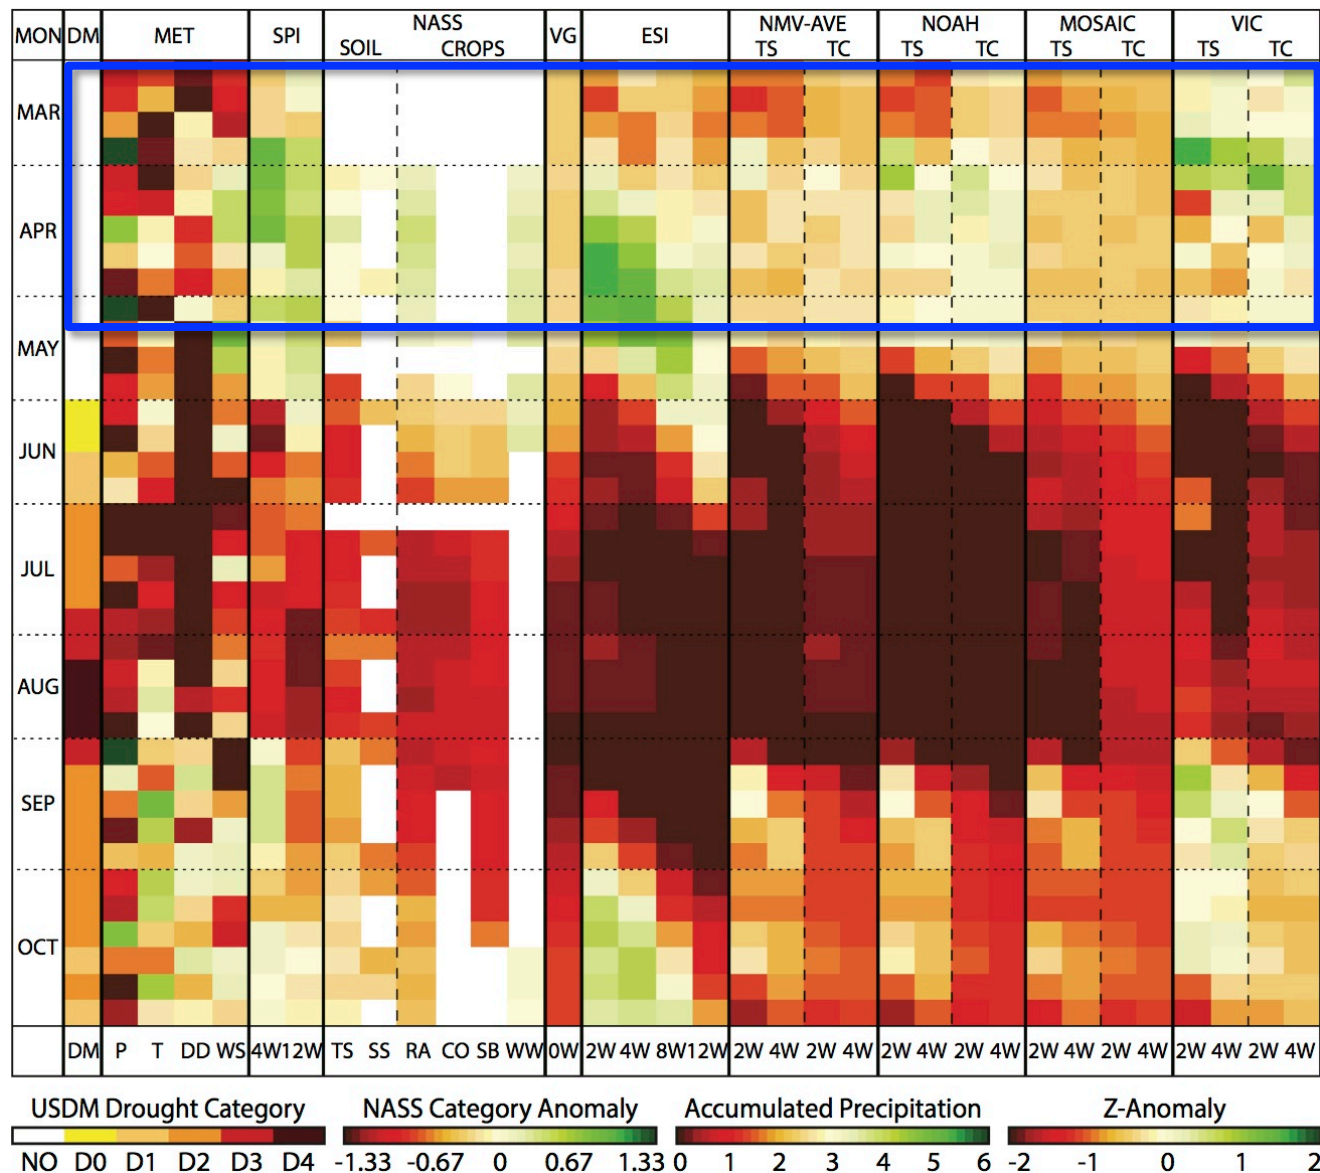 MON DM MET SPI NASS VG ESI NMV-AVE NOAH MOSAIC VIC
SOIL CROPS TS TC TS TC TS TC TS TC
MAR
APR
MAY
JUN
JUL
AUG
SEP
OCT
DM P T DD WS 4W 12W TS SS RA CO SB WW 0W 2W 4W 8W 12W 2W 4W 2W 4W 2W 4W 2W 4W 2W 4W 2W 4W 2W 4W 2W 4W
USDM Drought Category NASS Category Anomaly Accumulated Precipitation Z-Anomaly
NO D0 D1 D2 D3 D4 -1.33 -0.67 0 0.67 1.33 0 1 2 3 4 5 6 -2 -1 0 1 2